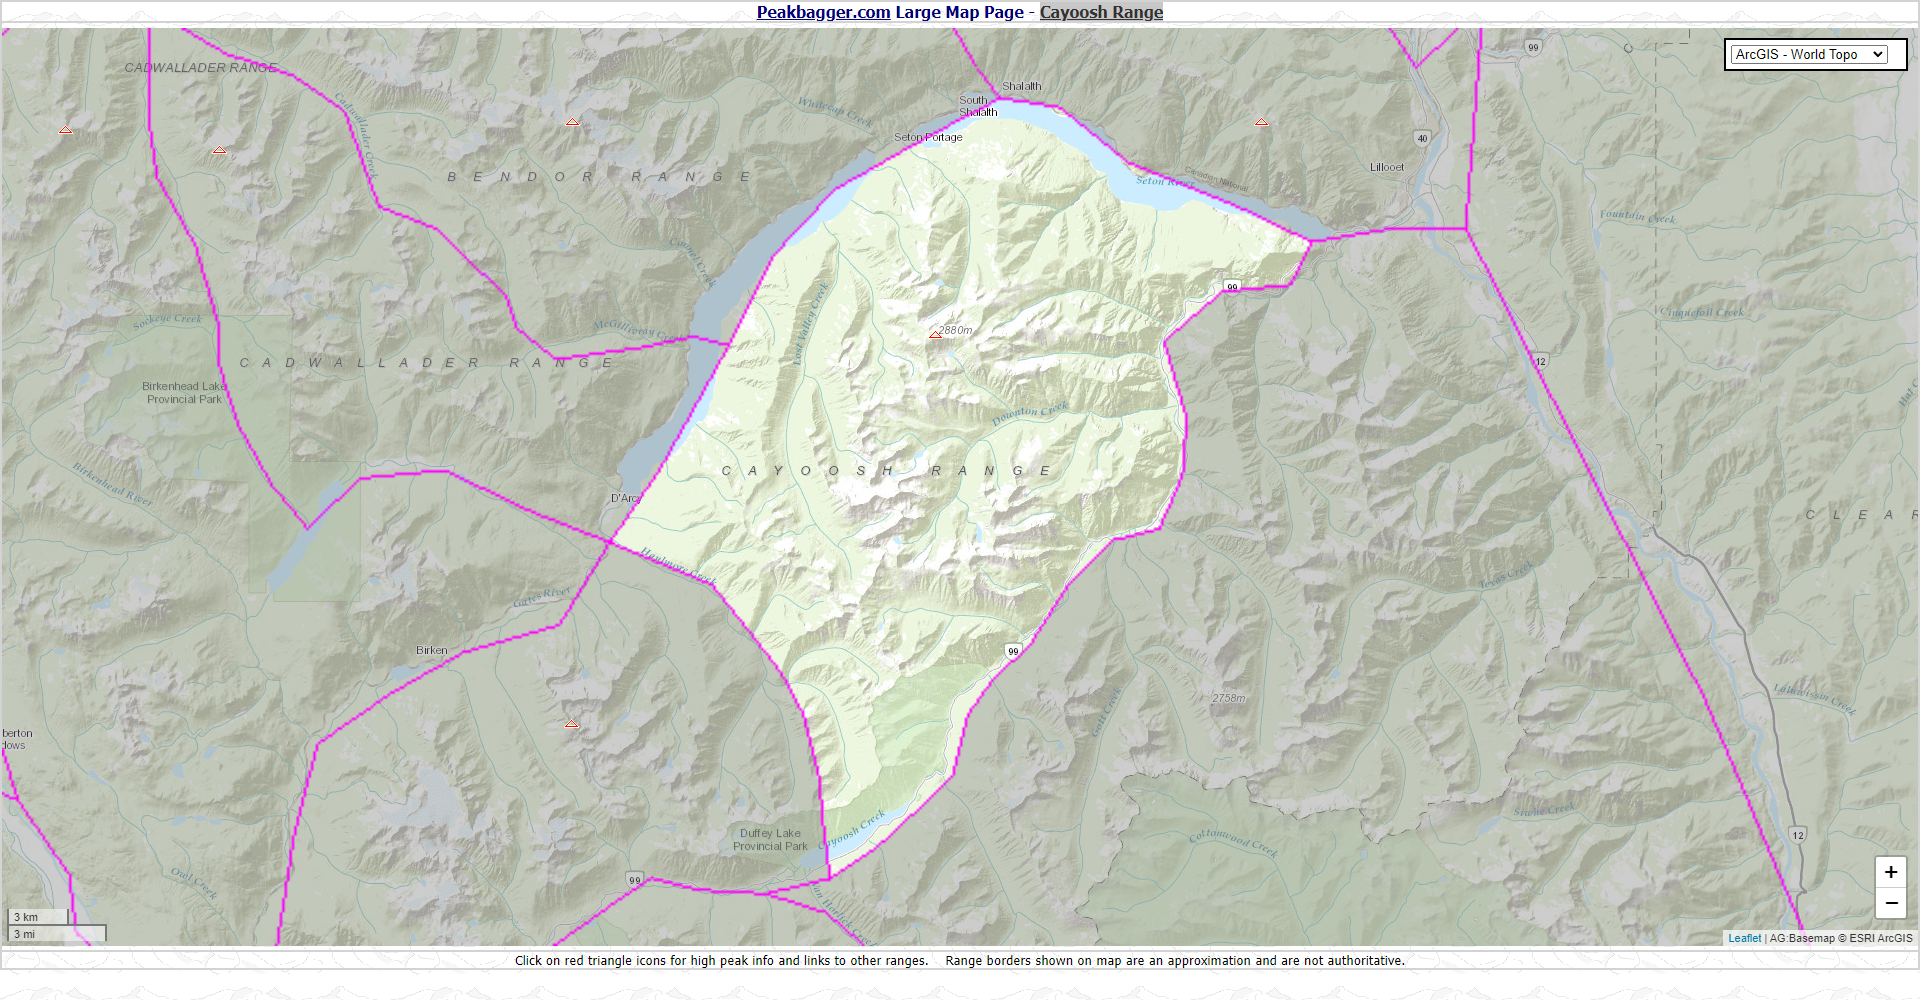 Peakbagger.com Large Map Page - Cayoosh Range
ArcGIS - World Topo
99
CADWALLADER RANGE
Shalalth
South
Shalalth
Cadwallader Creek
Whitecap Creek
Seton Portage
40
Lillooet
BENDOR RANGE
Canadian National
Seton River
Fountain Creek
Connel Creek
99
Lost Valley Creek
Sockeye Creek
McGillivray Cre
2880m
Cinquefoil Creek
CADWALLADER RANGE
12
Birkenhead Lake
Provincial Park
Hat C
Downton Creek
CAYOOSH RANGE
Birkenhead River
D'Arc
CLEAR
Haylmore Creek
Texas Creek
Gates River
Birken
99
2758m
Gott Creek
Laluwissin Creek
berton
dows
Siwhe Creek
Duffey Lake
Provincial Park
Cayoosh Creek
Cottonwood Creek
12
99
Owl Creek
Van Horlick Creek
+
−
3 km
3 mi
Leaflet | AG:Basemap © ESRI ArcGIS
Click on red triangle icons for high peak info and links to other ranges. Range borders shown on map are an approximation and are not authoritative.